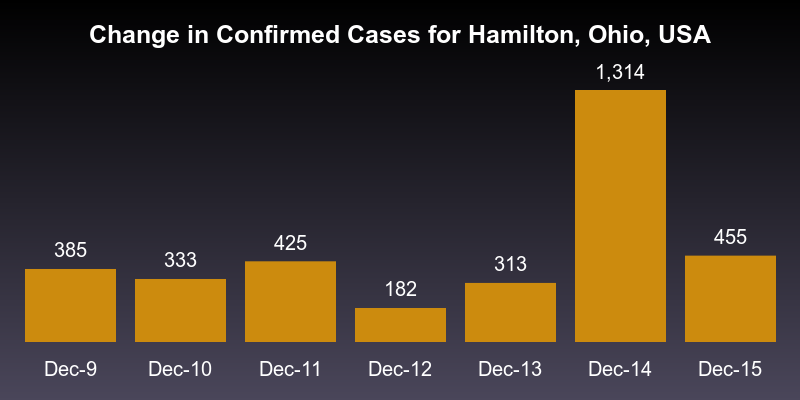 Change in Confirmed Cases for Hamilton, Ohio, USA
1,314
385
333
425
182
313
455
Dec-9
Dec-10
Dec-11
Dec-12
Dec-13
Dec-14
Dec-15